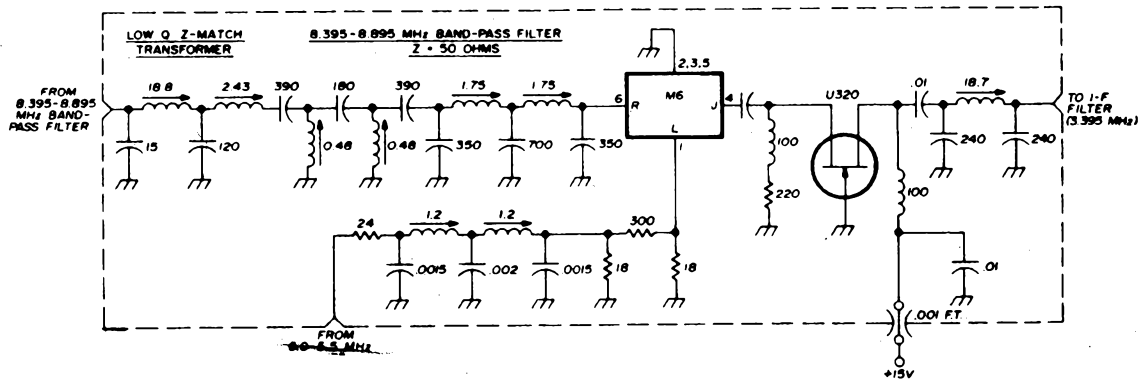 LOW Q Z-MATCH
TRANSFORMER
8.395-8.895 MHz BAND-PASS FILTER
Z = 50 OHMS
FROM
8.395-8.895
MHz BAND-
PASS FILTER
18.8
2.43
390
180
390
1.75
1.75
15
120
0.48
0.48
350
700
350
6
R
M6
2,3,5
J
4
L
1
100
220
U320
.01
18.7
240
240
TO I-F
FILTER
(3.395 MHz)
100
.01
.001 F.T.
+15V
24
1.2
1.2
300
.0015
.002
.0015
18
18
FROM
MHz